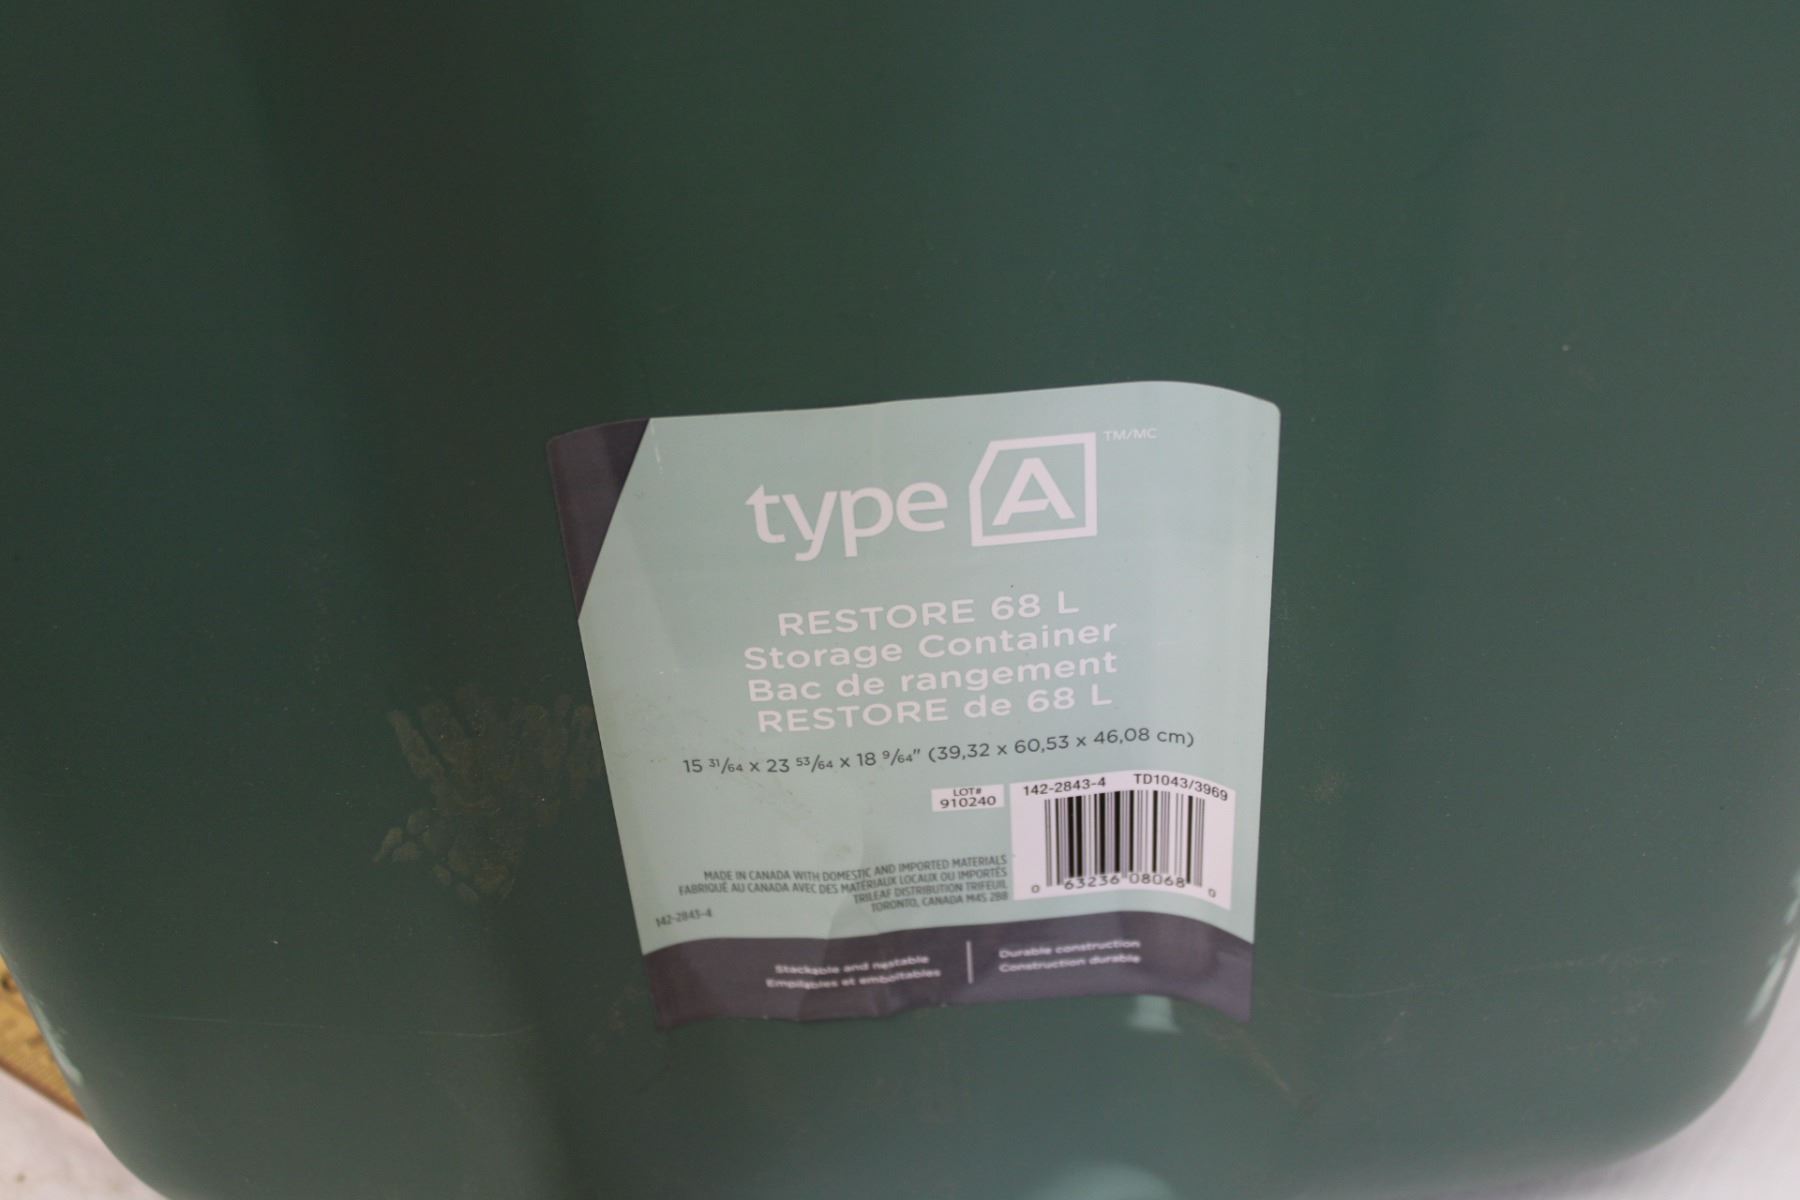 type A TM/MC
RESTORE 68 L
Storage Container
Bac de rangement
RESTORE de 68 L
15 31/64 x 23 53/64 x 18 9/64" (39,32 x 60,53 x 46,08 cm)
LOT#
910240
142-2843-4 TD1043/3969
0 63236 08068 0
MADE IN CANADA WITH DOMESTIC AND IMPORTED MATERIALS
FABRIQUÉ AU CANADA AVEC DES MATÉRIAUX LOCAUX OU IMPORTÉS
TRILEAF DISTRIBUTION TRIFEUIL
TORONTO, CANADA M4S 2B8
142-2843-4
Stackable and nestable
Empilables et emboîtables
Durable construction
Construction durable